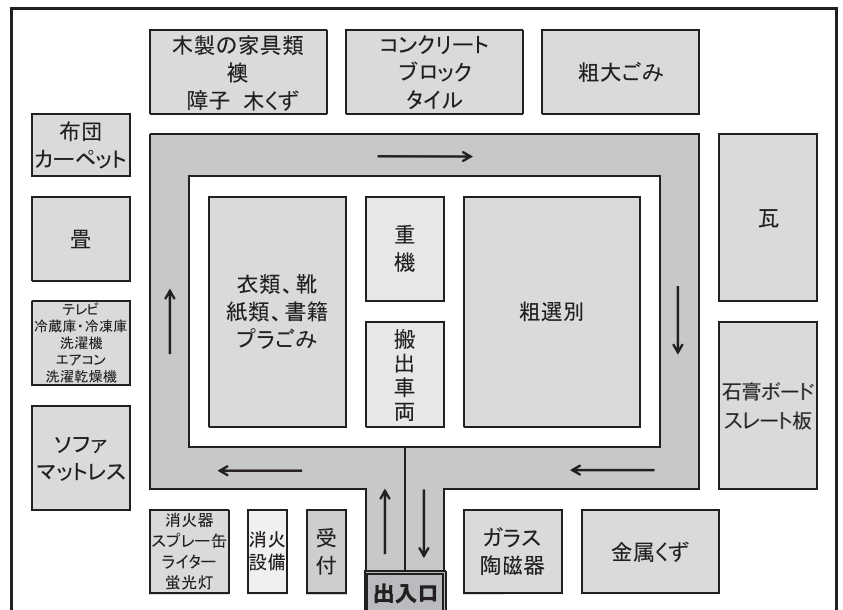 木製の家具類
襖
障子 木くず
コンクリート
ブロック
タイル
粗大ごみ
布団
カーペット
畳
テレビ
冷蔵庫・冷凍庫
洗濯機
エアコン
洗濯乾燥機
ソファ
マットレス
衣類、靴
紙類、書籍
プラごみ
重機
搬出車両
粗選別
瓦
石膏ボード
スレート板
消火器
スプレー缶
ライター
蛍光灯
消火
設備
受付
出入口
ガラス
陶磁器
金属くず